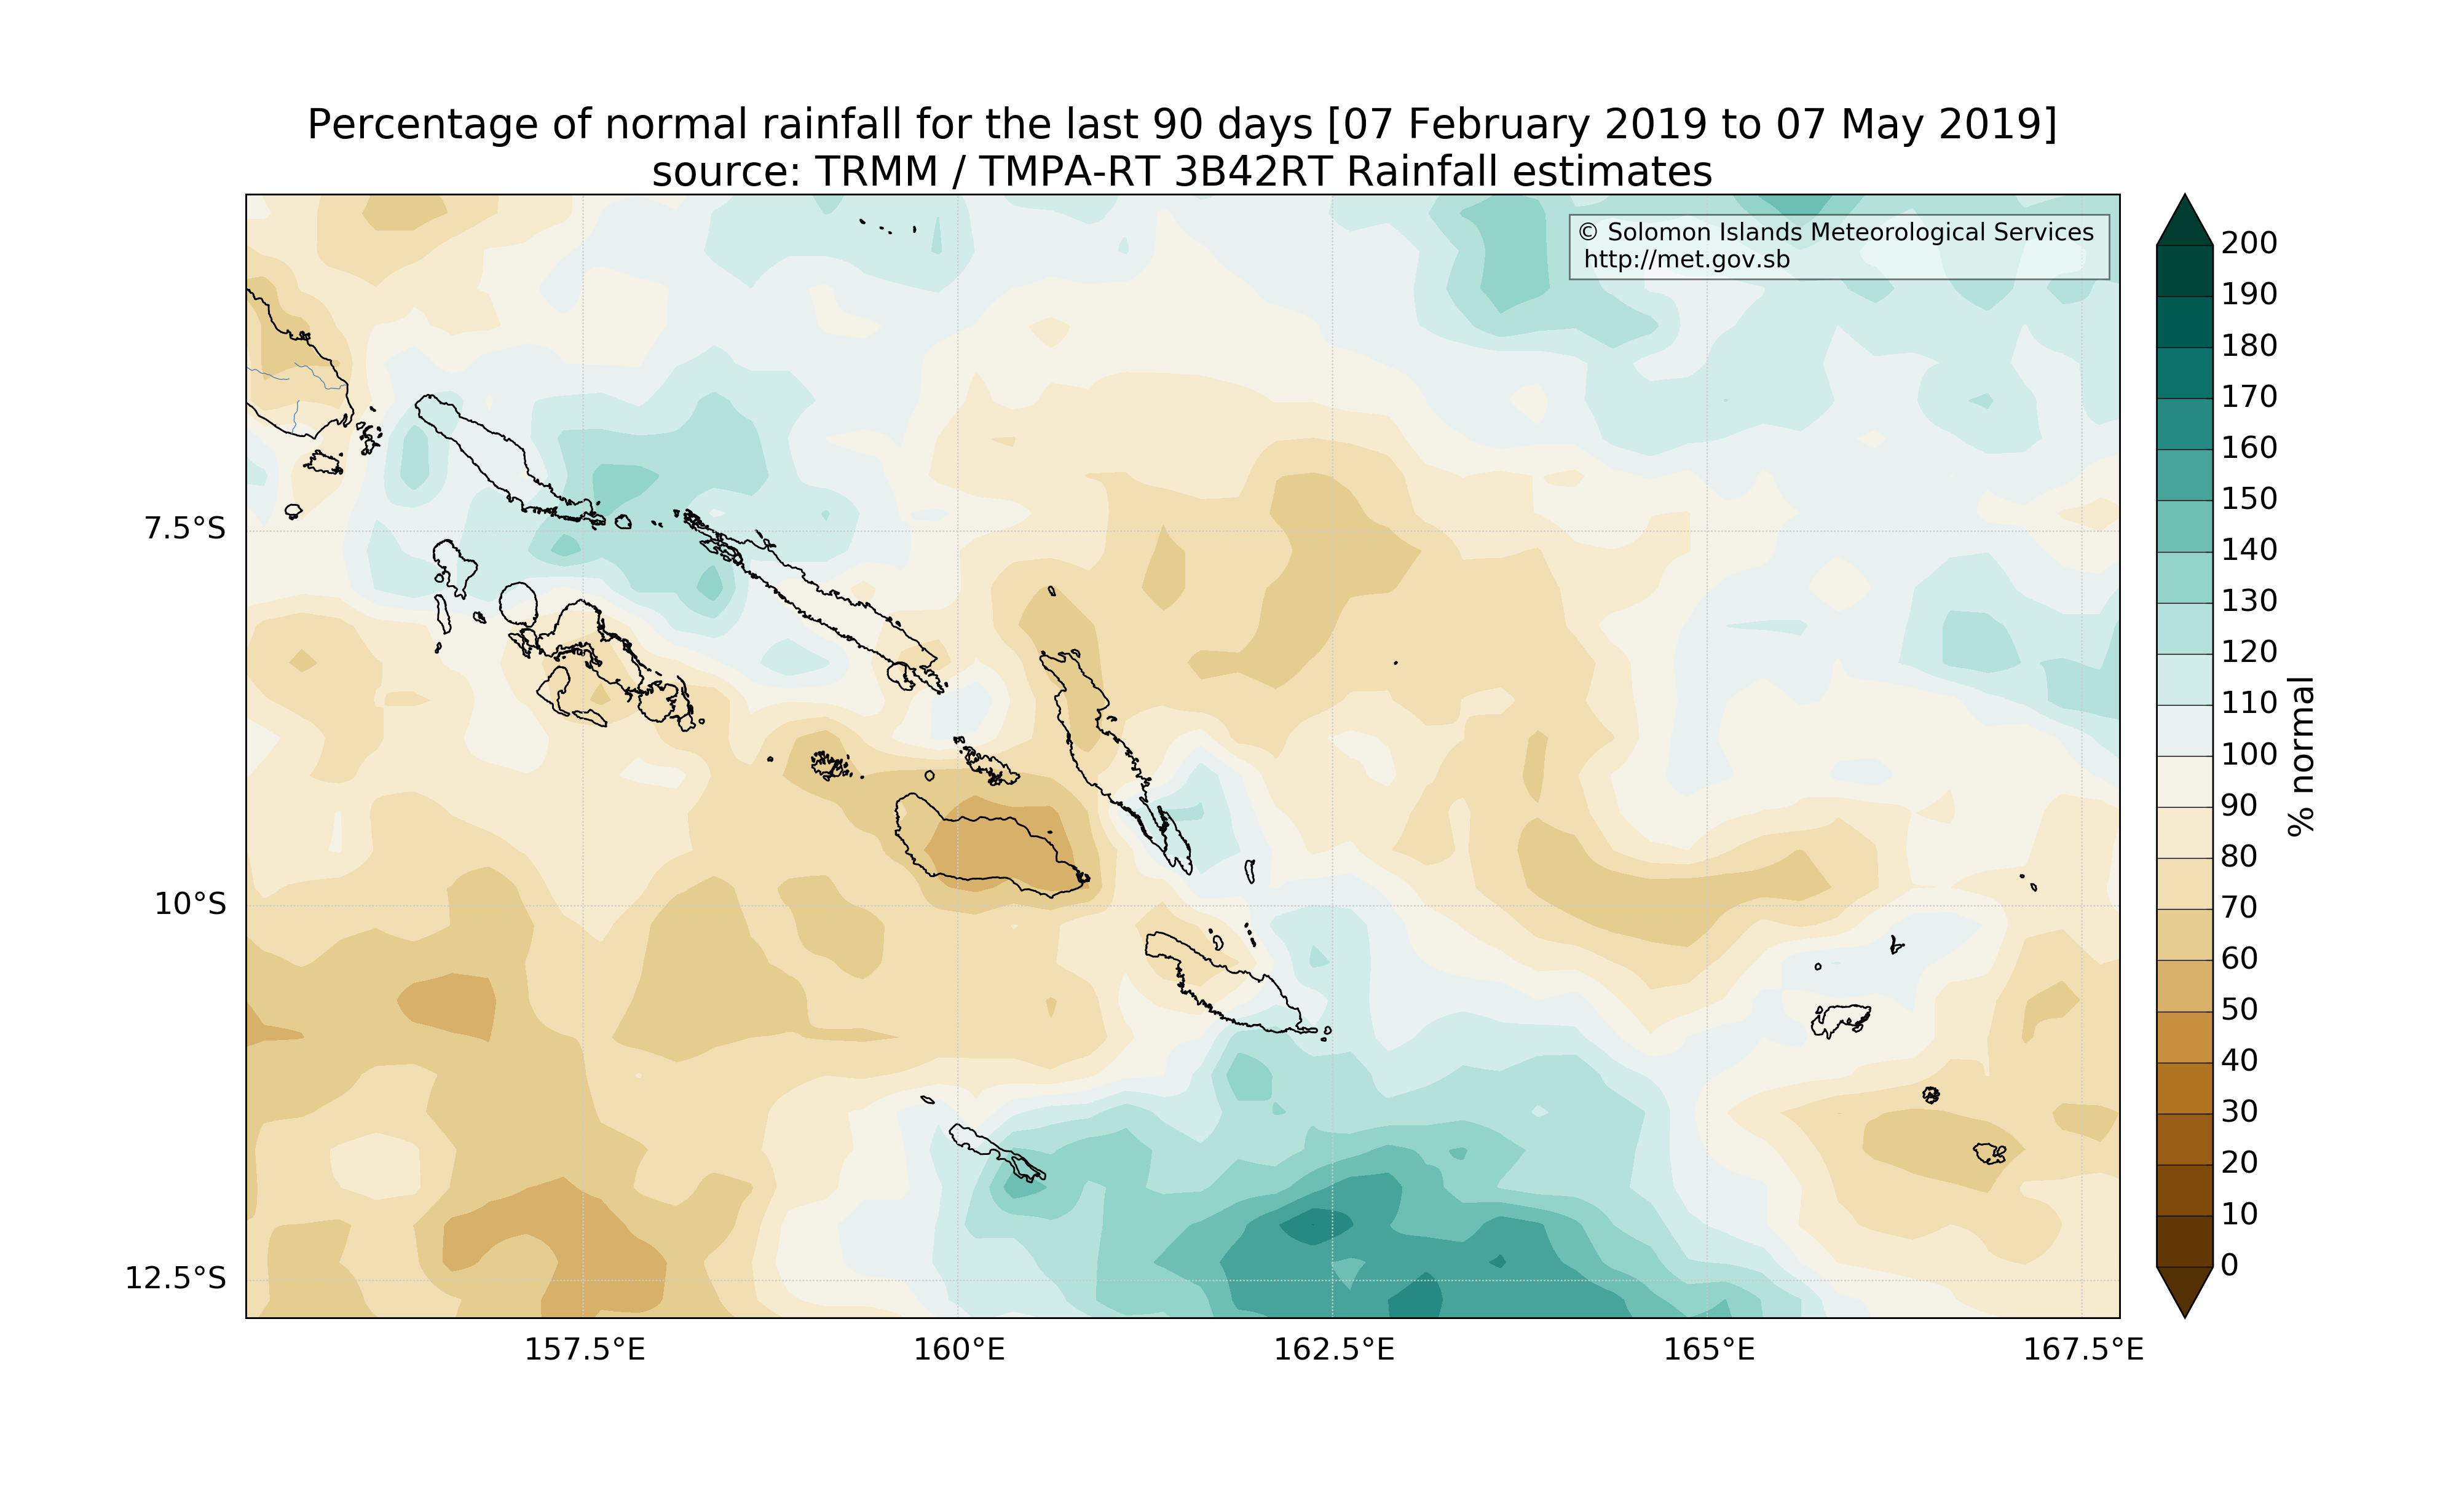 Percentage of normal rainfall for the last 90 days [07 February 2019 to 07 May 2019]
source: TRMM / TMPA-RT 3B42RT Rainfall estimates
© Solomon Islands Meteorological Services
http://met.gov.sb
7.5°S
10°S
12.5°S
157.5°E
160°E
162.5°E
165°E
167.5°E
200
190
180
170
160
150
140
130
120
110
100
90
80
70
60
50
40
30
20
10
0
% normal